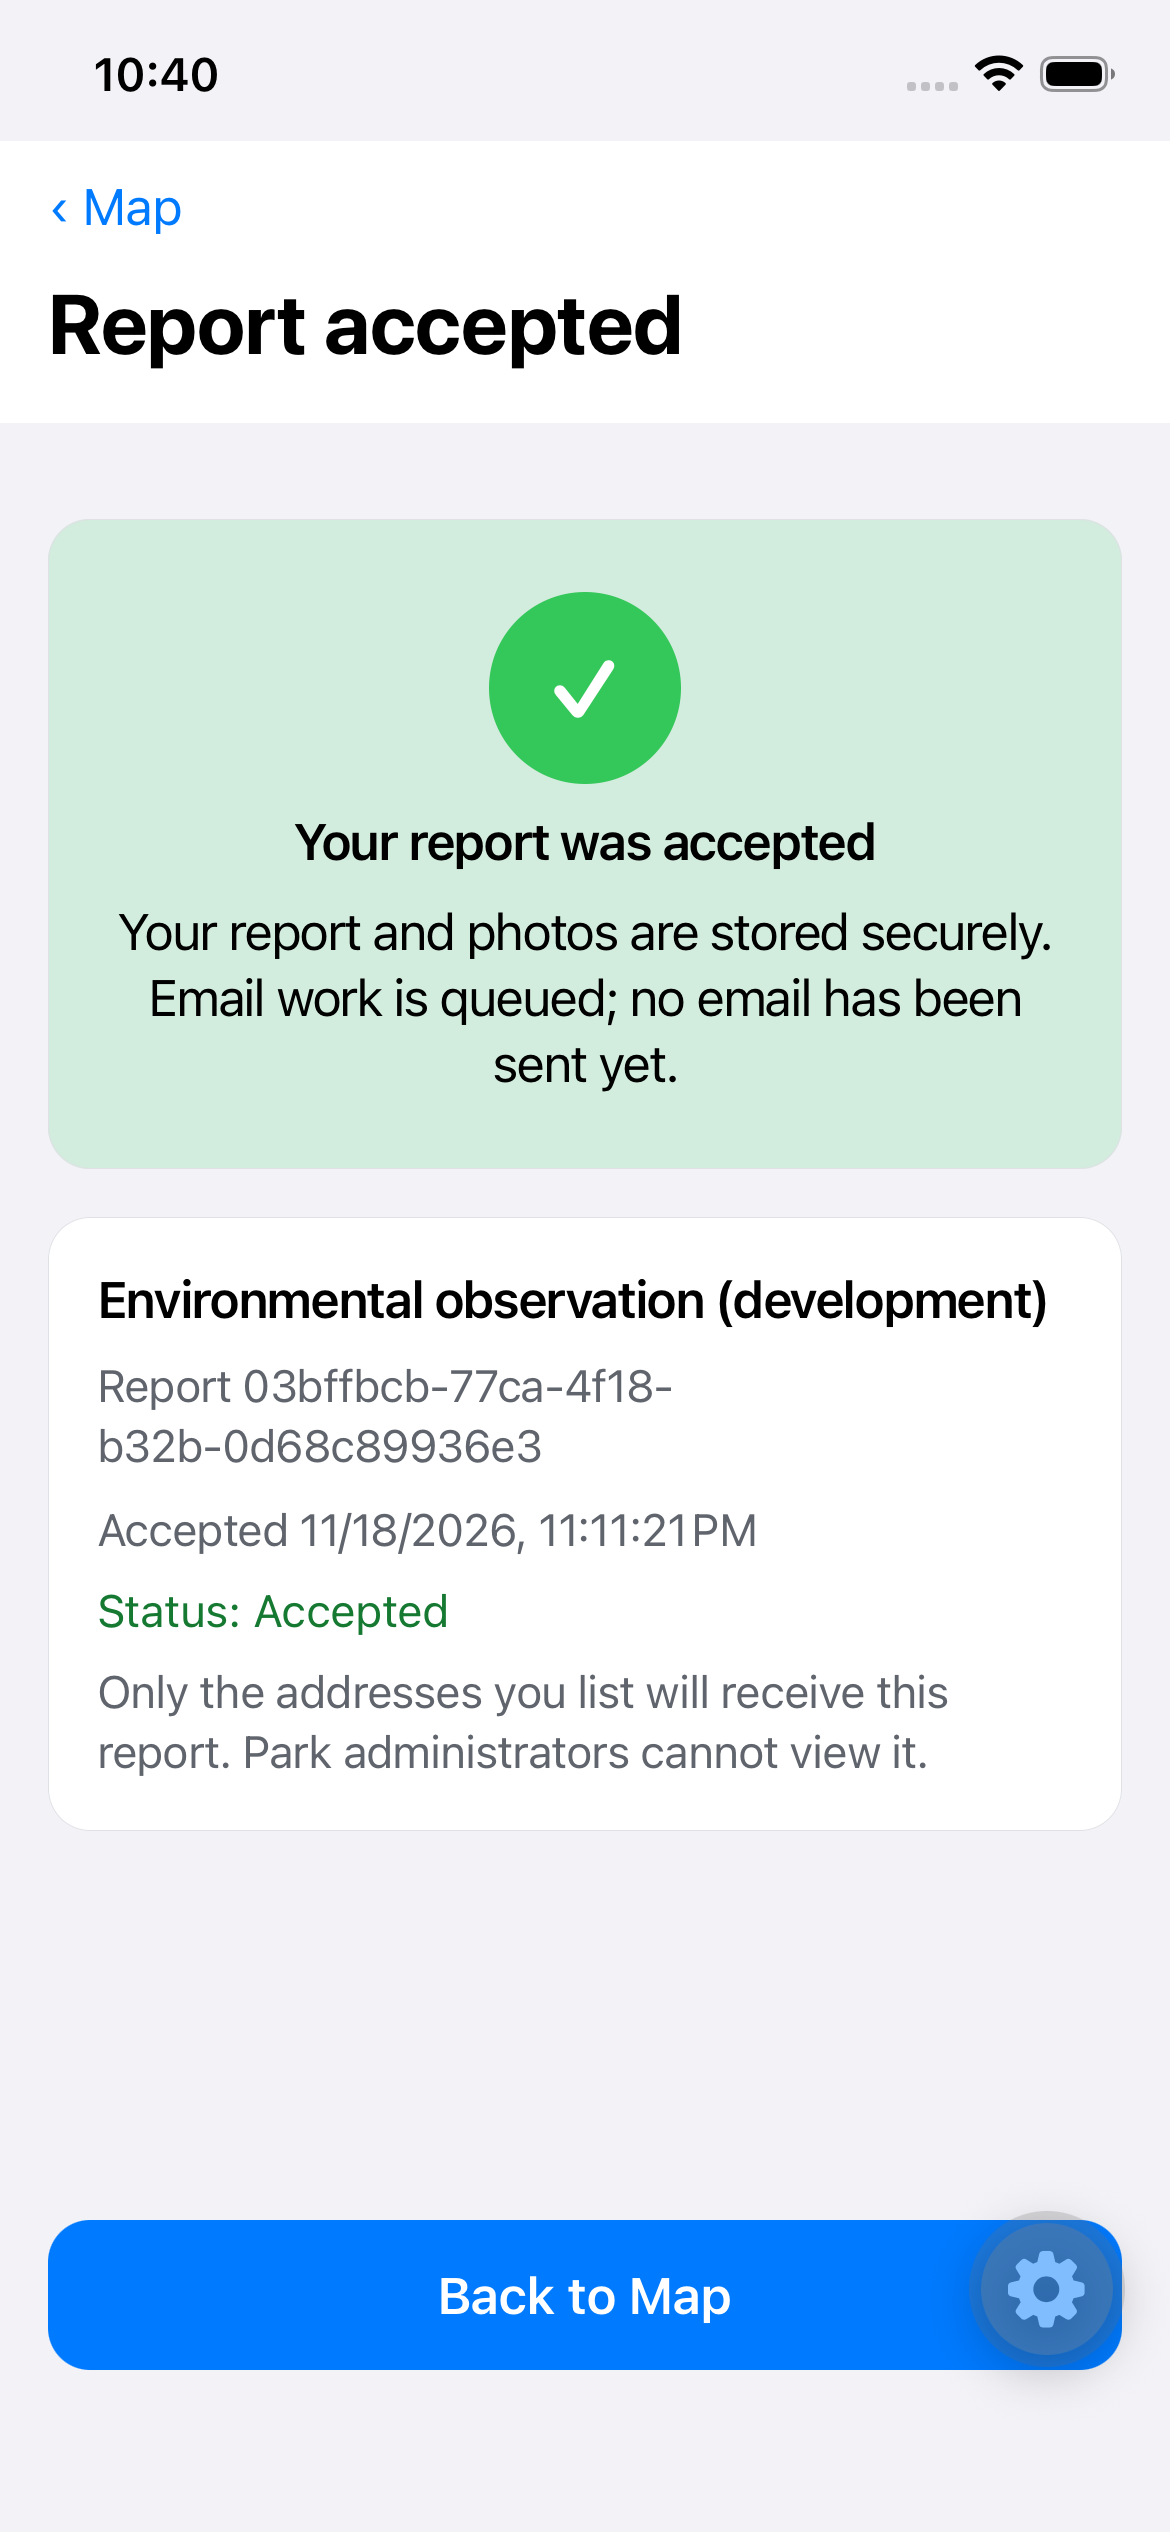 10:40
‹ Map
Report accepted
Your report was accepted
Your report and photos are stored securely.
Email work is queued; no email has been
sent yet.
Environmental observation (development)
Report 03bffbcb-77ca-4f18-
b32b-0d68c89936e3
Accepted 11/18/2026, 11:11:21 PM
Status: Accepted
Only the addresses you list will receive this
report. Park administrators cannot view it.
Back to Map